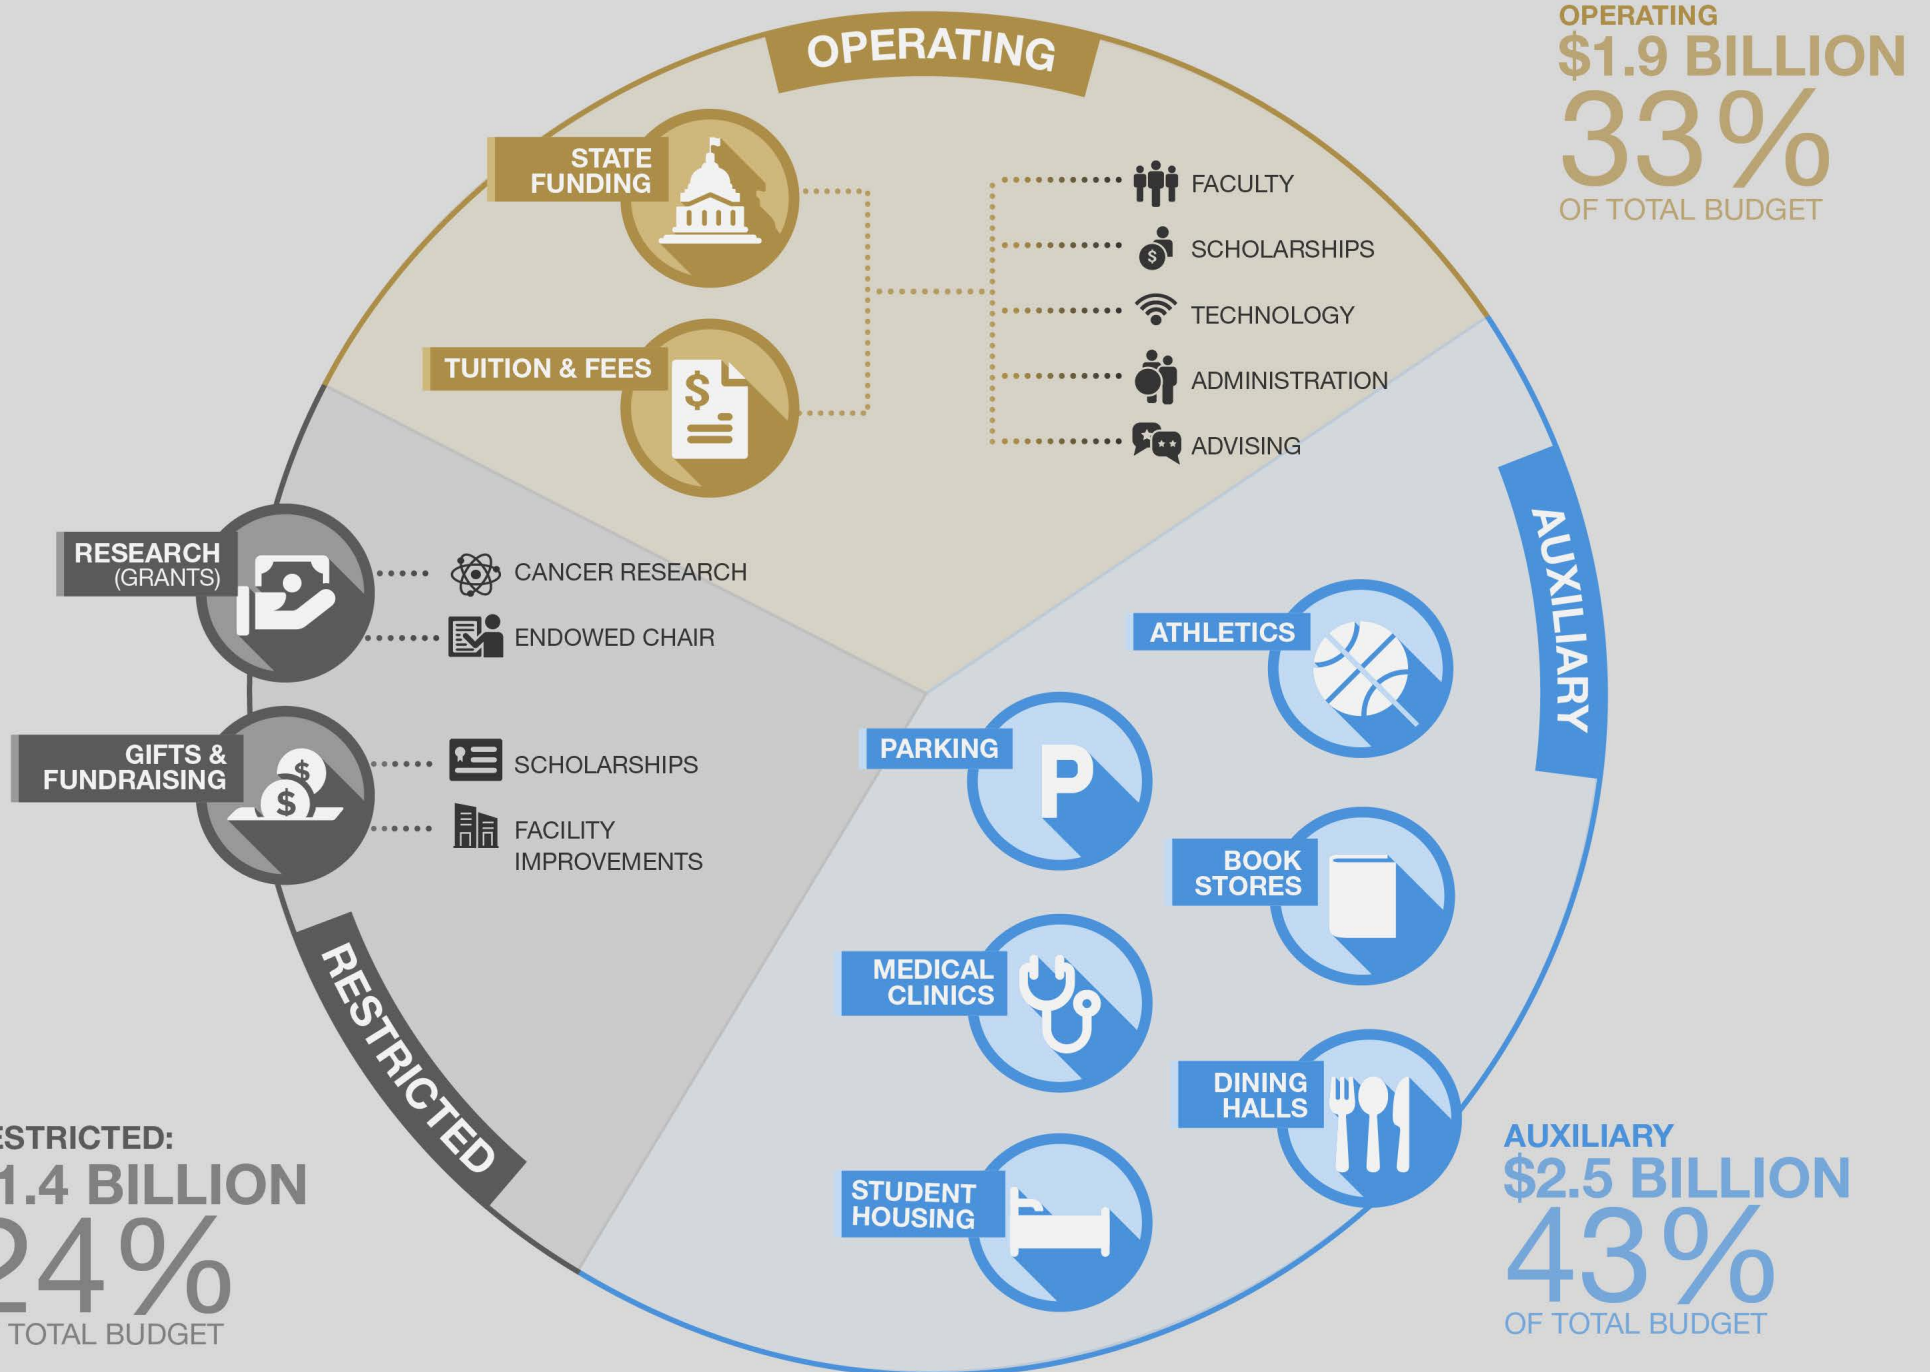 OPERATING
OPERATING
$1.9 BILLION
33%
OF TOTAL BUDGET
STATE
FUNDING
TUITION & FEES
FACULTY
SCHOLARSHIPS
TECHNOLOGY
ADMINISTRATION
ADVISING
AUXILIARY
RESEARCH
(GRANTS)
CANCER RESEARCH
ENDOWED CHAIR
GIFTS &
FUNDRAISING
SCHOLARSHIPS
FACILITY
IMPROVEMENTS
RESTRICTED
ATHLETICS
PARKING
P
BOOK
STORES
MEDICAL
CLINICS
DINING
HALLS
STUDENT
HOUSING
ESTRICTED:
1.4 BILLION
24%
TOTAL BUDGET
AUXILIARY
$2.5 BILLION
43%
OF TOTAL BUDGET